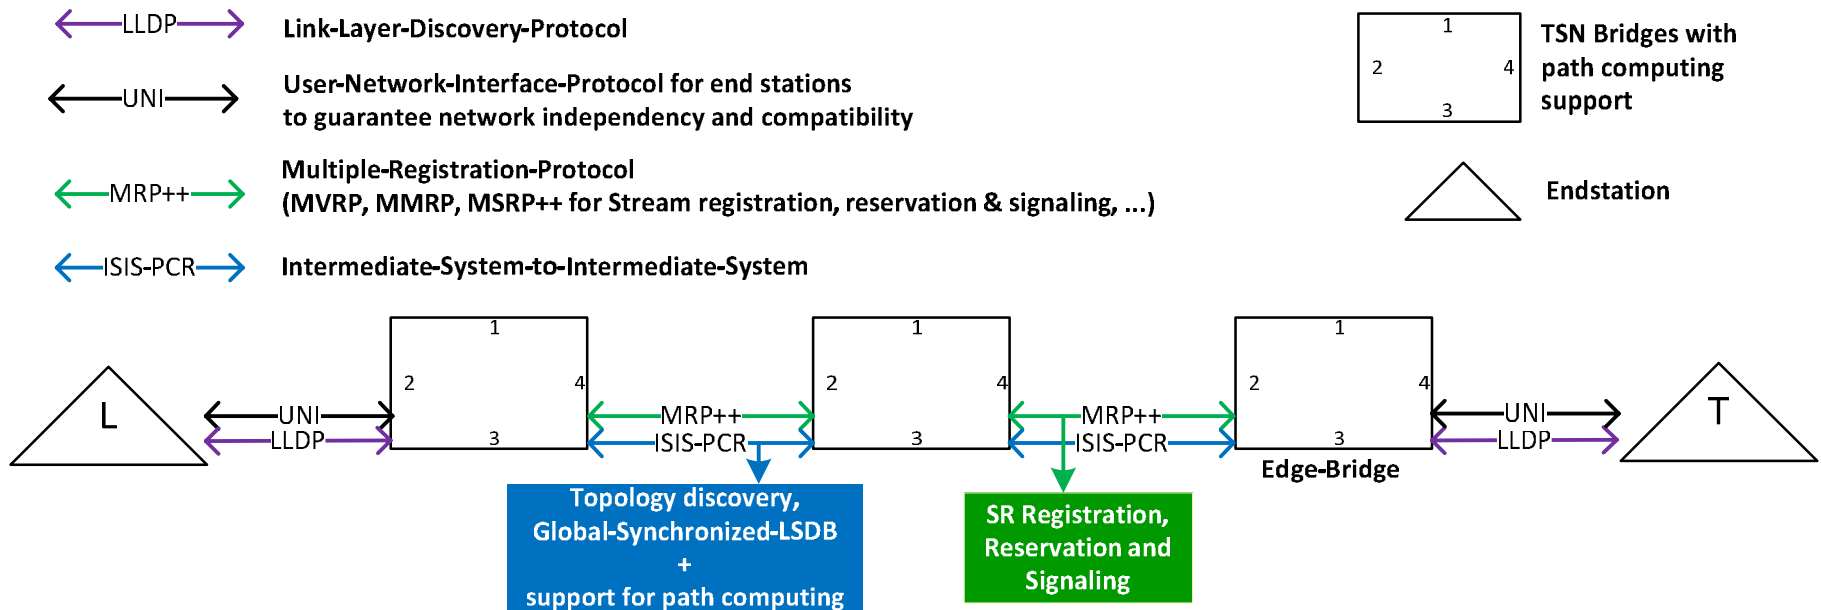 LLDP Link-Layer-Discovery-Protocol
UNI User-Network-Interface-Protocol for end stations
to guarantee network independency and compatibility
MRP++ Multiple-Registration-Protocol
(MVRP, MMRP, MSRP++ for Stream registration, reservation & signaling, ...)
ISIS-PCR Intermediate-System-to-Intermediate-System
1
2 4
3
TSN Bridges with
path computing
support
Endstation
L
UNI
LLDP
1
2 4
3
MRP++
ISIS-PCR
1
2 4
3
MRP++
ISIS-PCR
1
2 4
3
Edge-Bridge
UNI
LLDP
T
Topology discovery,
Global-Synchronized-LSDB
+
support for path computing
SR Registration,
Reservation and
Signaling